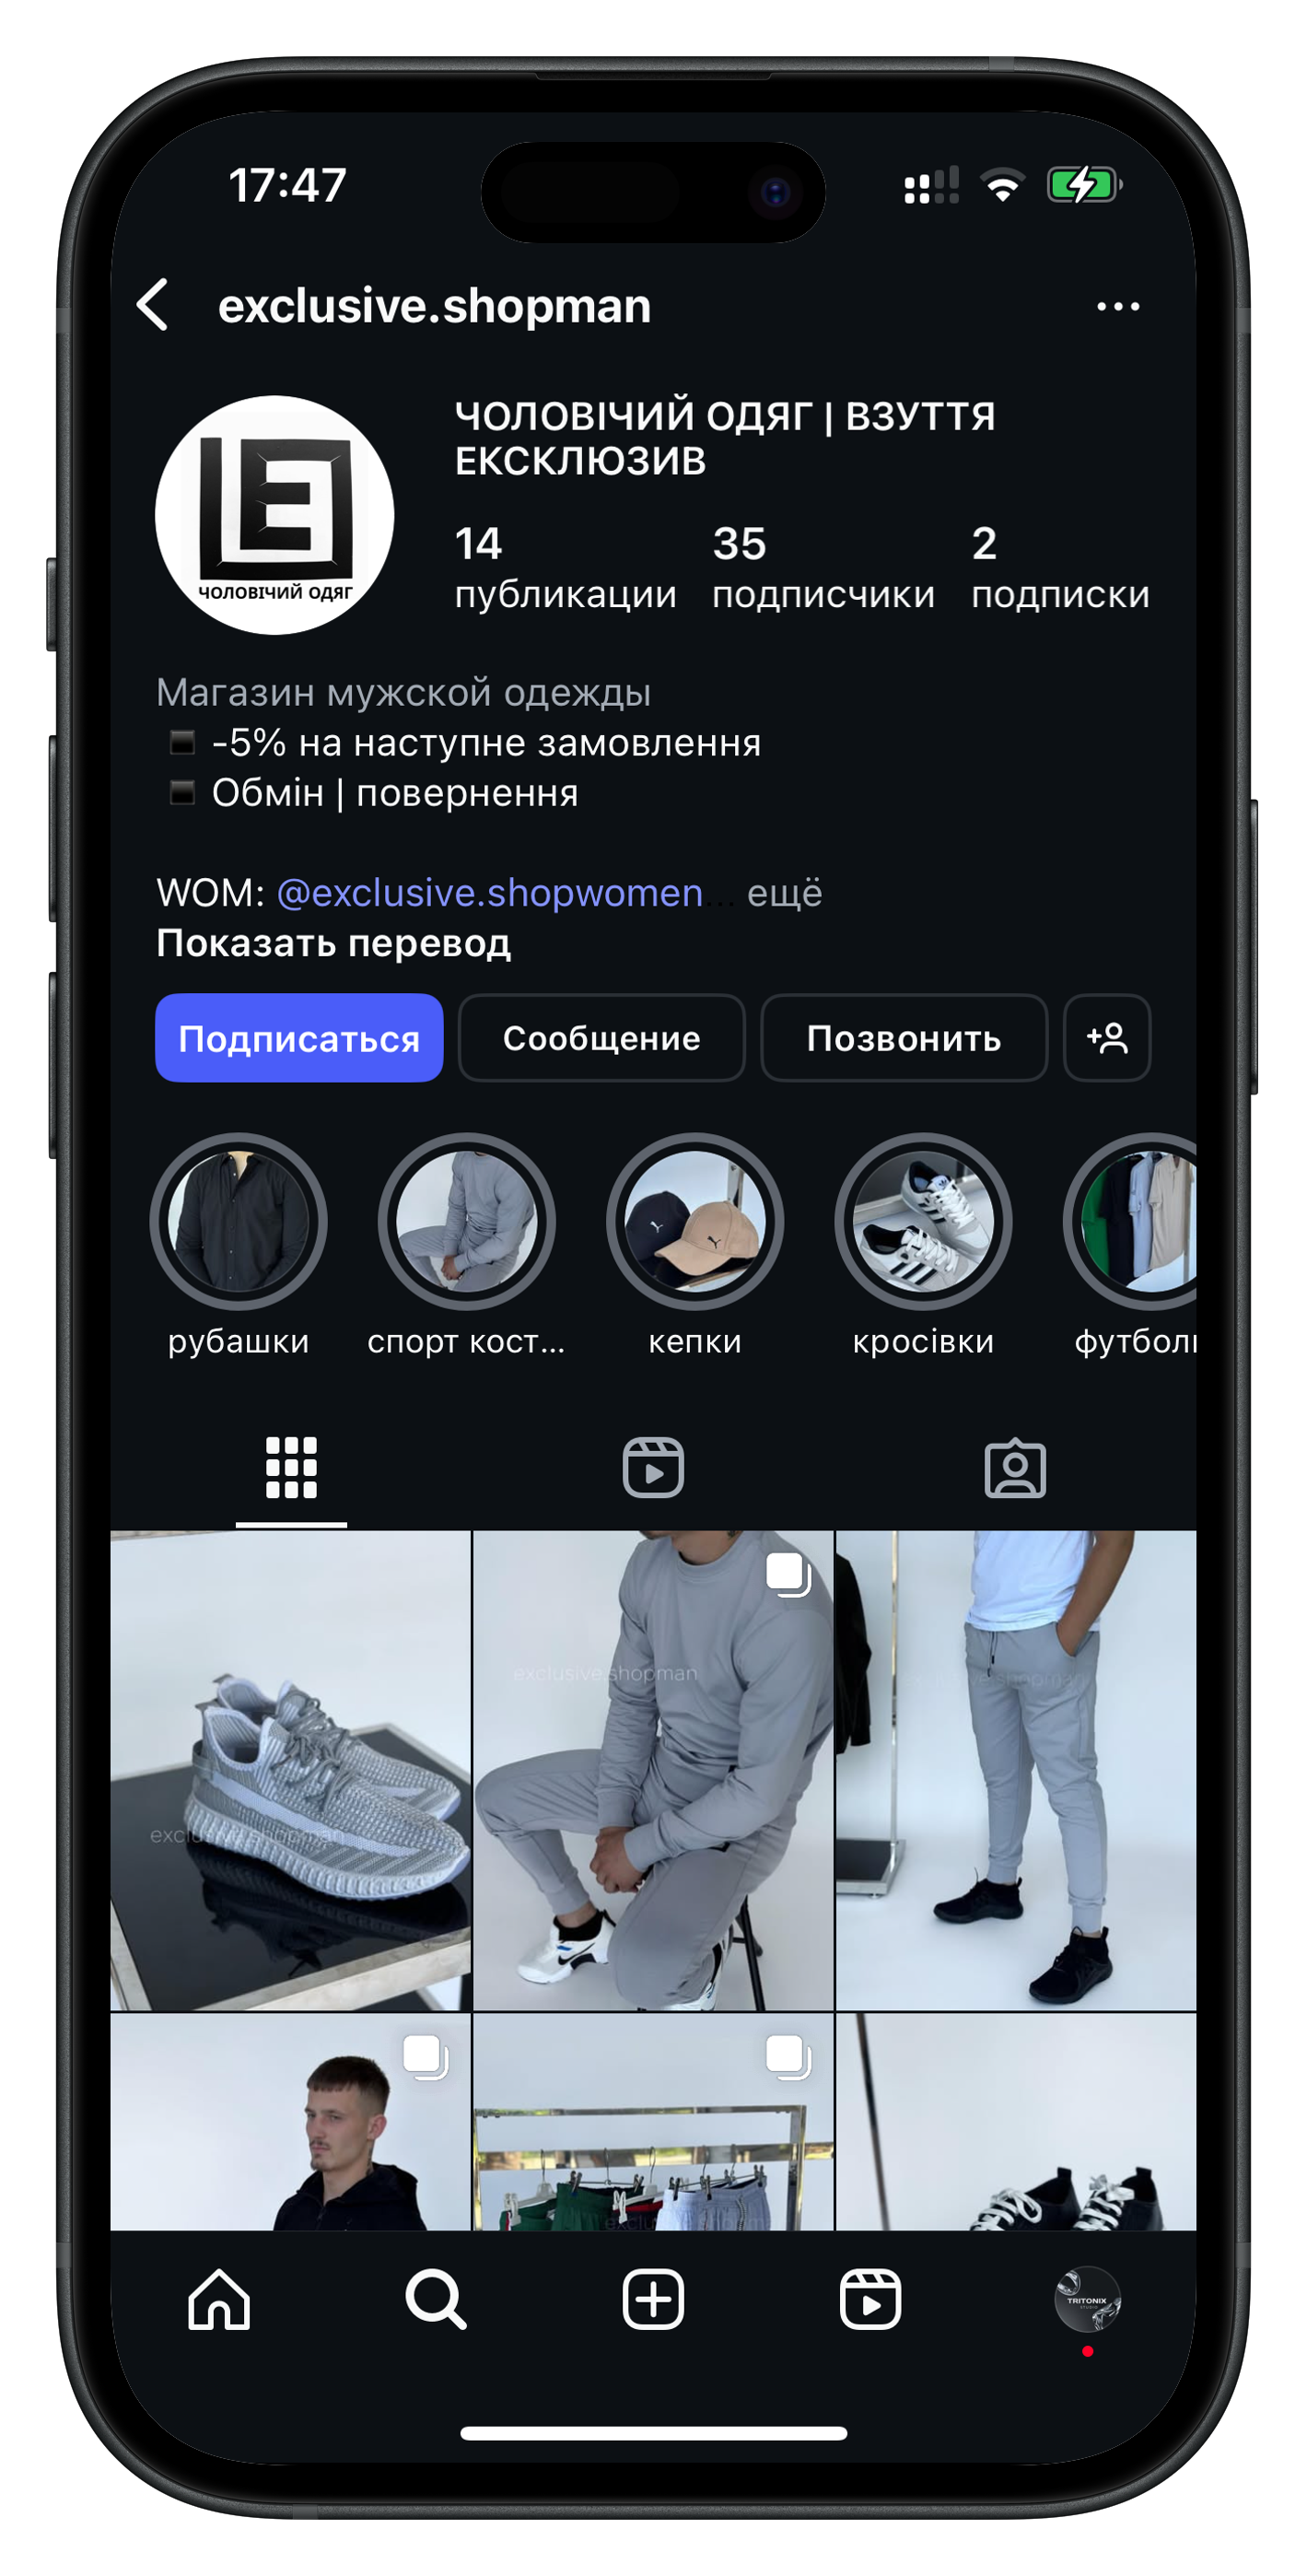 17:47
exclusive.shopman
ЧОЛОВІЧИЙ ОДЯГ
ЧОЛОВІЧИЙ ОДЯГ | ВЗУТТЯ
ЕКСКЛЮЗИВ
14 35 2
публикации подписчики подписки
Магазин мужской одежды
-5% на наступне замовлення
Обмін | повернення
WOM: @exclusive.shopwomen... ещё
Показать перевод
Подписаться Сообщение Позвонить
рубашки спорт кост... кепки кросівки футболк
exclusive.shopman
exclusive.shopman
exclusive.shopman
TRITONIX
STUDIO